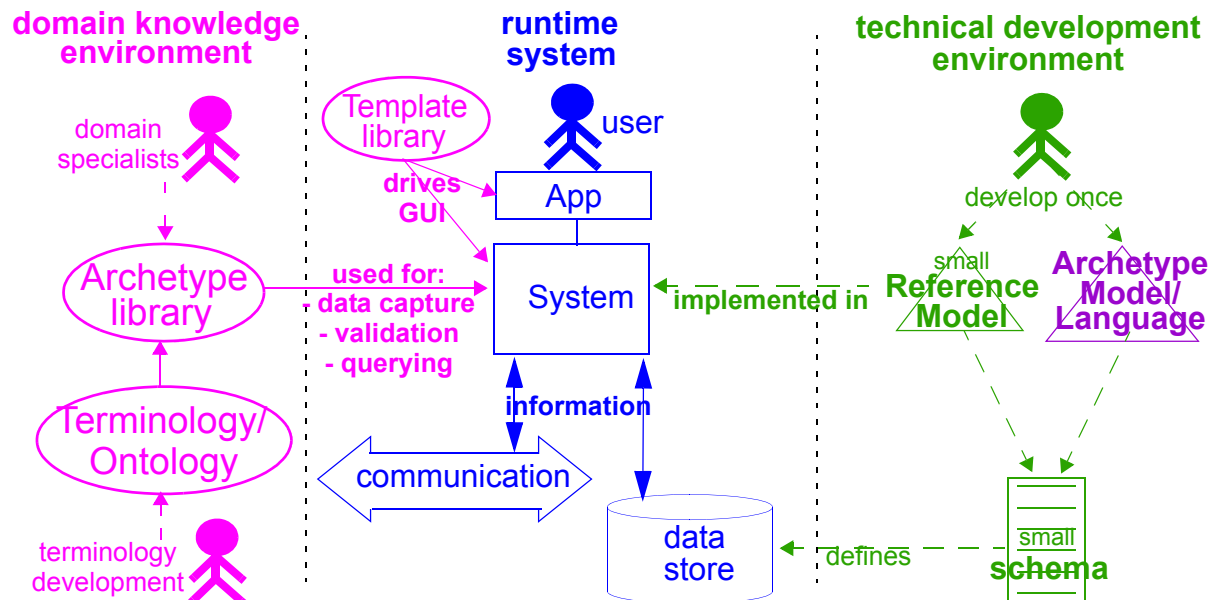 domain knowledge
environment
domain
specialists
Archetype
library
Terminology/
Ontology
terminology
development
runtime
system
Template
library
user
drives
GUI
App
used for:
- data capture
- validation
- querying
System
information
communication
data
store
technical development
environment
develop once
small
Reference
Model
Archetype
Model/
Language
implemented in
defines
small
schema